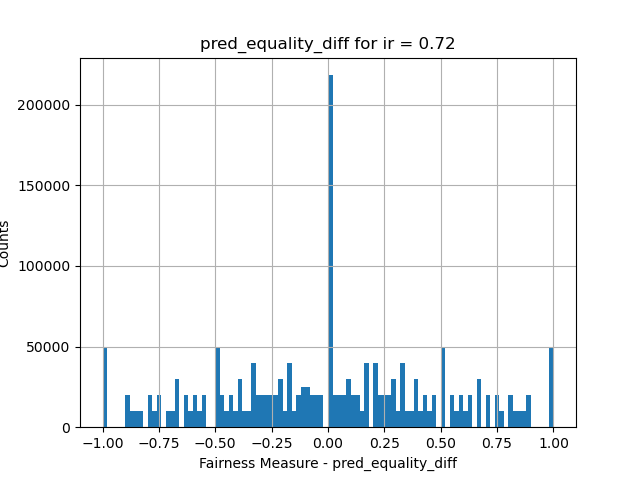 pred_equality_diff for ir = 0.72
Counts
200000
150000
100000
50000
0
−1.00 −0.75 −0.50 −0.25 0.00 0.25 0.50 0.75 1.00
Fairness Measure - pred_equality_diff